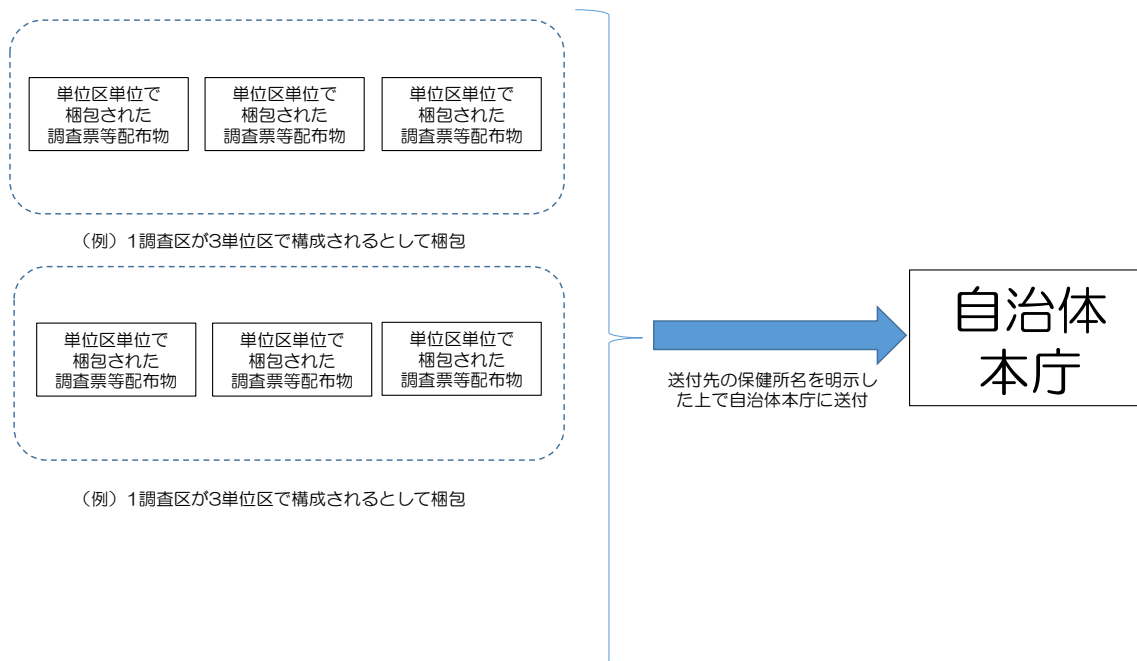 単位区単位で
梱包された
調査票等配布物
単位区単位で
梱包された
調査票等配布物
単位区単位で
梱包された
調査票等配布物
（例）1調査区が3単位区で構成されるとして梱包
単位区単位で
梱包された
調査票等配布物
単位区単位で
梱包された
調査票等配布物
単位区単位で
梱包された
調査票等配布物
（例）1調査区が3単位区で構成されるとして梱包
送付先の保健所名を明示し
た上で自治体本庁に送付
自治体
本庁